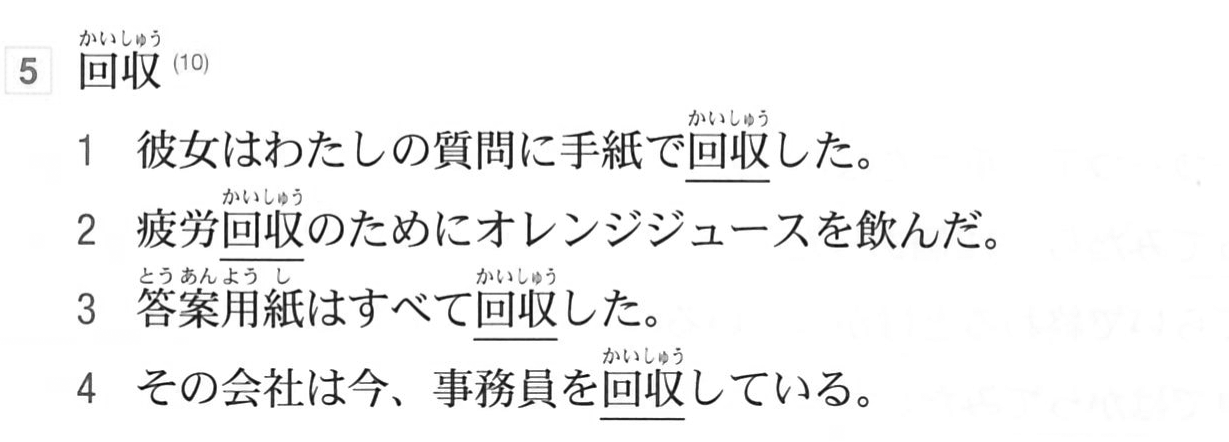 かいしゅう
5 回収 (10)
かいしゅう
1 彼女はわたしの質問に手紙で回収した。
かいしゅう
2 疲労回収のためにオレンジジュースを飲んだ。
とうあんようし かいしゅう
3 答案用紙はすべて回収した。
かいしゅう
4 その会社は今、事務員を回収している。